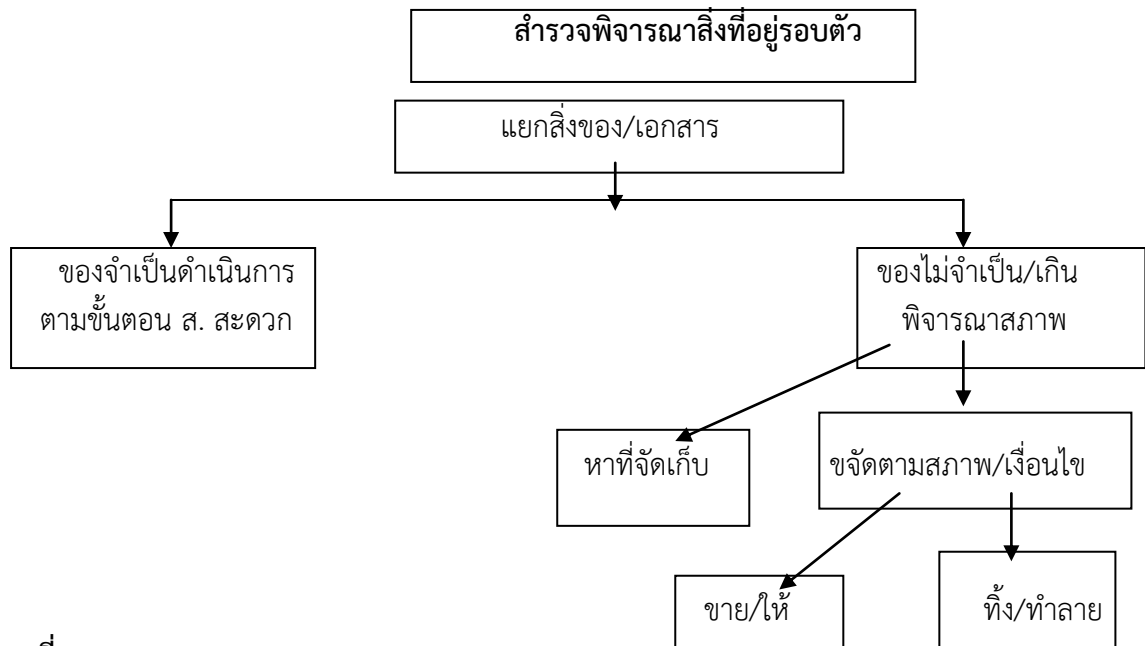 สำรวจพิจารณาสิ่งที่อยู่รอบตัว
แยกสิ่งของ/เอกสาร
ของจำเป็นดำเนินการ
ตามขั้นตอน ส. สะดวก
ของไม่จำเป็น/เกิน
พิจารณาสภาพ
หาที่จัดเก็บ
ขจัดตามสภาพ/เงื่อนไข
ขาย/ให้
ทิ้ง/ทำลาย